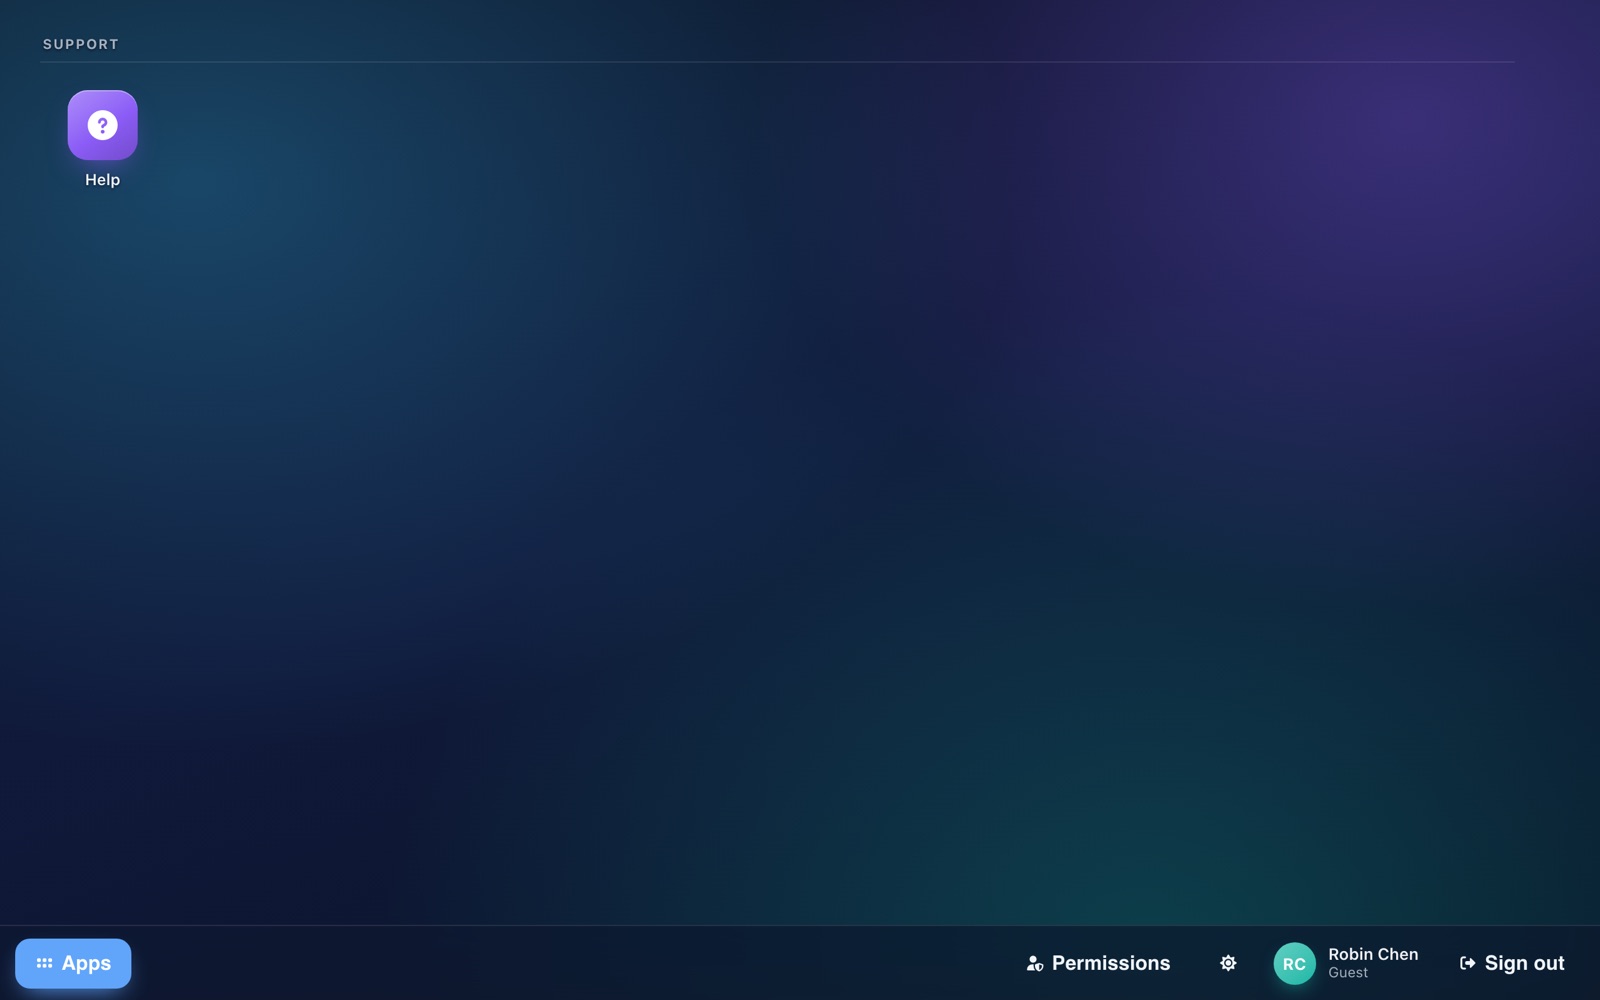 SUPPORT
Help
Apps
Permissions
RC
Robin Chen
Guest
Sign out